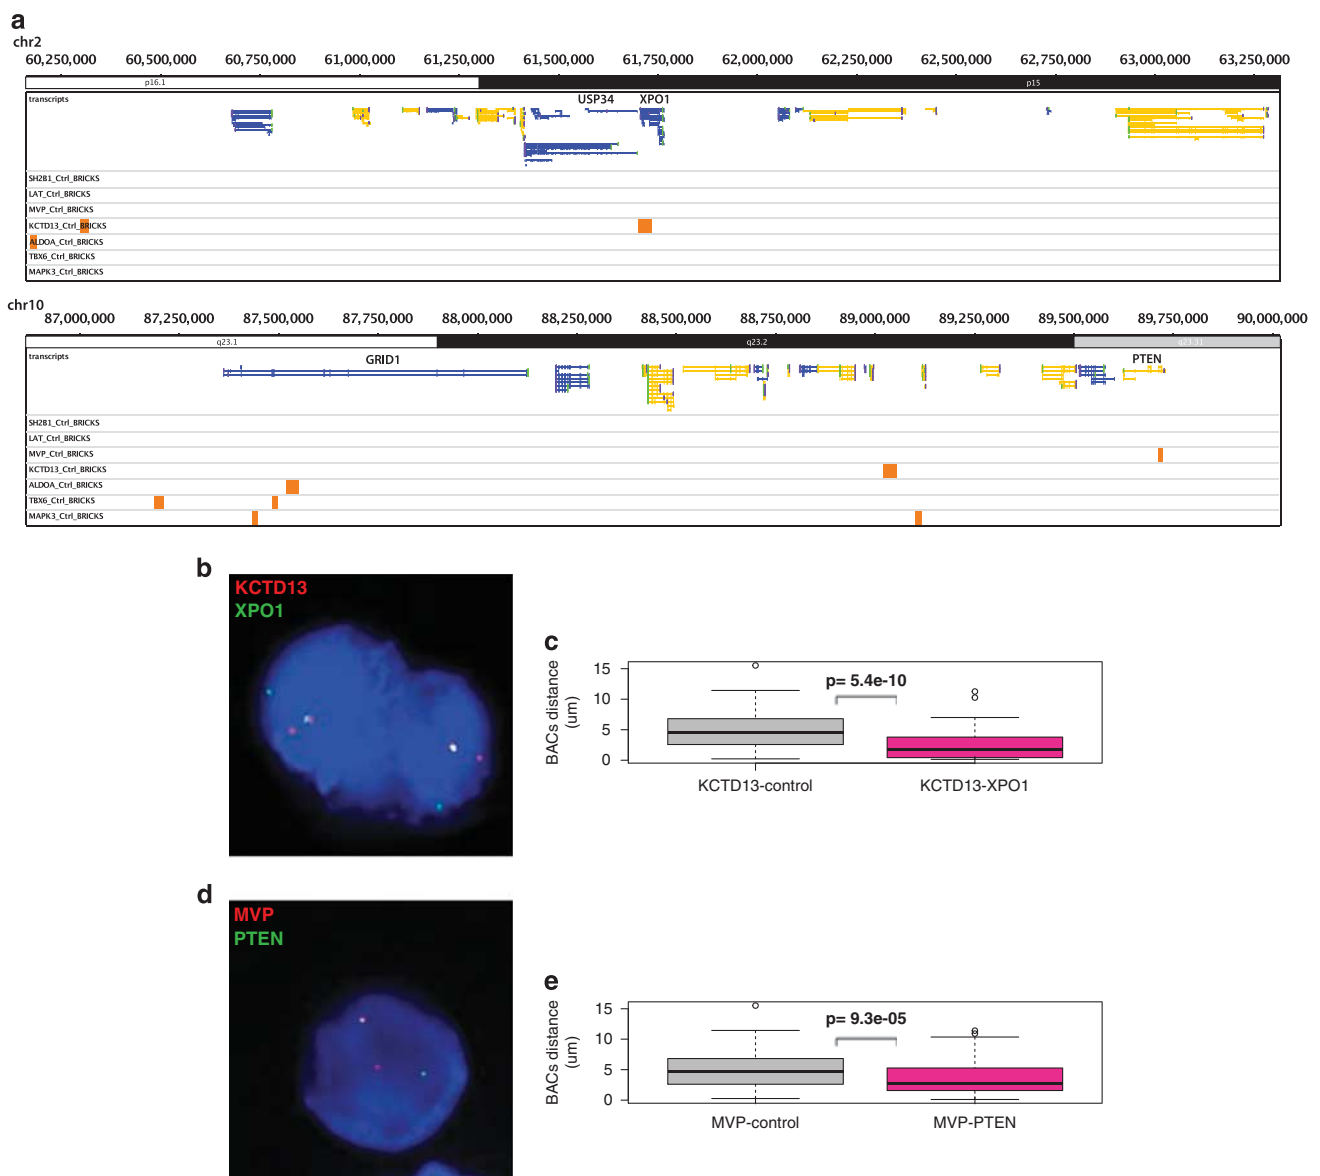 a
chr2
60,250,000 60,500,000 60,750,000 61,000,000 61,250,000 61,500,000 61,750,000 62,000,000 62,250,000 62,500,000 62,750,000 63,000,000 63,250,000
p16.1 p15
transcripts USP34 XPO1
SH2B1_Ctrl_BRICKS
LAT_Ctrl_BRICKS
MVP_Ctrl_BRICKS
KCTD13_Ctrl_BRICKS
ALDOA_Ctrl_BRICKS
TBX6_Ctrl_BRICKS
MAPK3_Ctrl_BRICKS
chr10
87,000,000 87,250,000 87,500,000 87,750,000 88,000,000 88,250,000 88,500,000 88,750,000 89,000,000 89,250,000 89,500,000 89,750,000 90,000,000
q23.1 q23.2 q23.31
transcripts GRID1 PTEN
SH2B1_Ctrl_BRICKS
LAT_Ctrl_BRICKS
MVP_Ctrl_BRICKS
KCTD13_Ctrl_BRICKS
ALDOA_Ctrl_BRICKS
TBX6_Ctrl_BRICKS
MAPK3_Ctrl_BRICKS
b
KCTD13
XPO1
c
BACs distance
(um)
15
10
5
0
p= 5.4e-10
KCTD13-control KCTD13-XPO1
d
MVP
PTEN
e
BACs distance
(um)
15
10
5
0
p= 9.3e-05
MVP-control MVP-PTEN